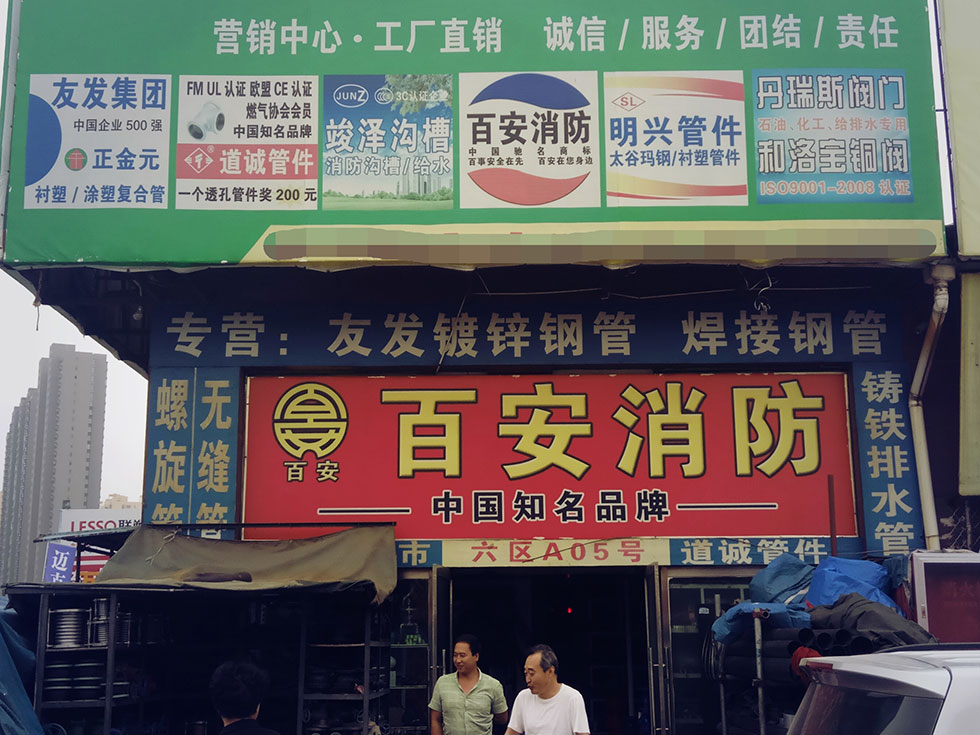 营销中心·工厂直销 诚信/服务/团结/责任
友发集团
中国企业500强
正金元
衬塑/涂塑复合管
FM UL认证 欧盟CE认证
燃气协会会员
中国知名品牌
道诚管件
一个透孔管件奖200元
JUNZ
3C认证企业
竣泽沟槽
消防沟槽/给水
百安消防
中国驰名商标
百事安全在先 百安在您身边
SL
明兴管件
太谷玛钢/衬塑管件
丹瑞斯阀门
石油、化工、给排水专用
和洛宝铜阀
ISO9001-2008认证
专营：友发镀锌钢管 焊接钢管
螺旋管
无缝管
百安
百安消防
中国知名品牌
铸铁排水管
市 六区A05号 道诚管件
LESSO联塑
迈